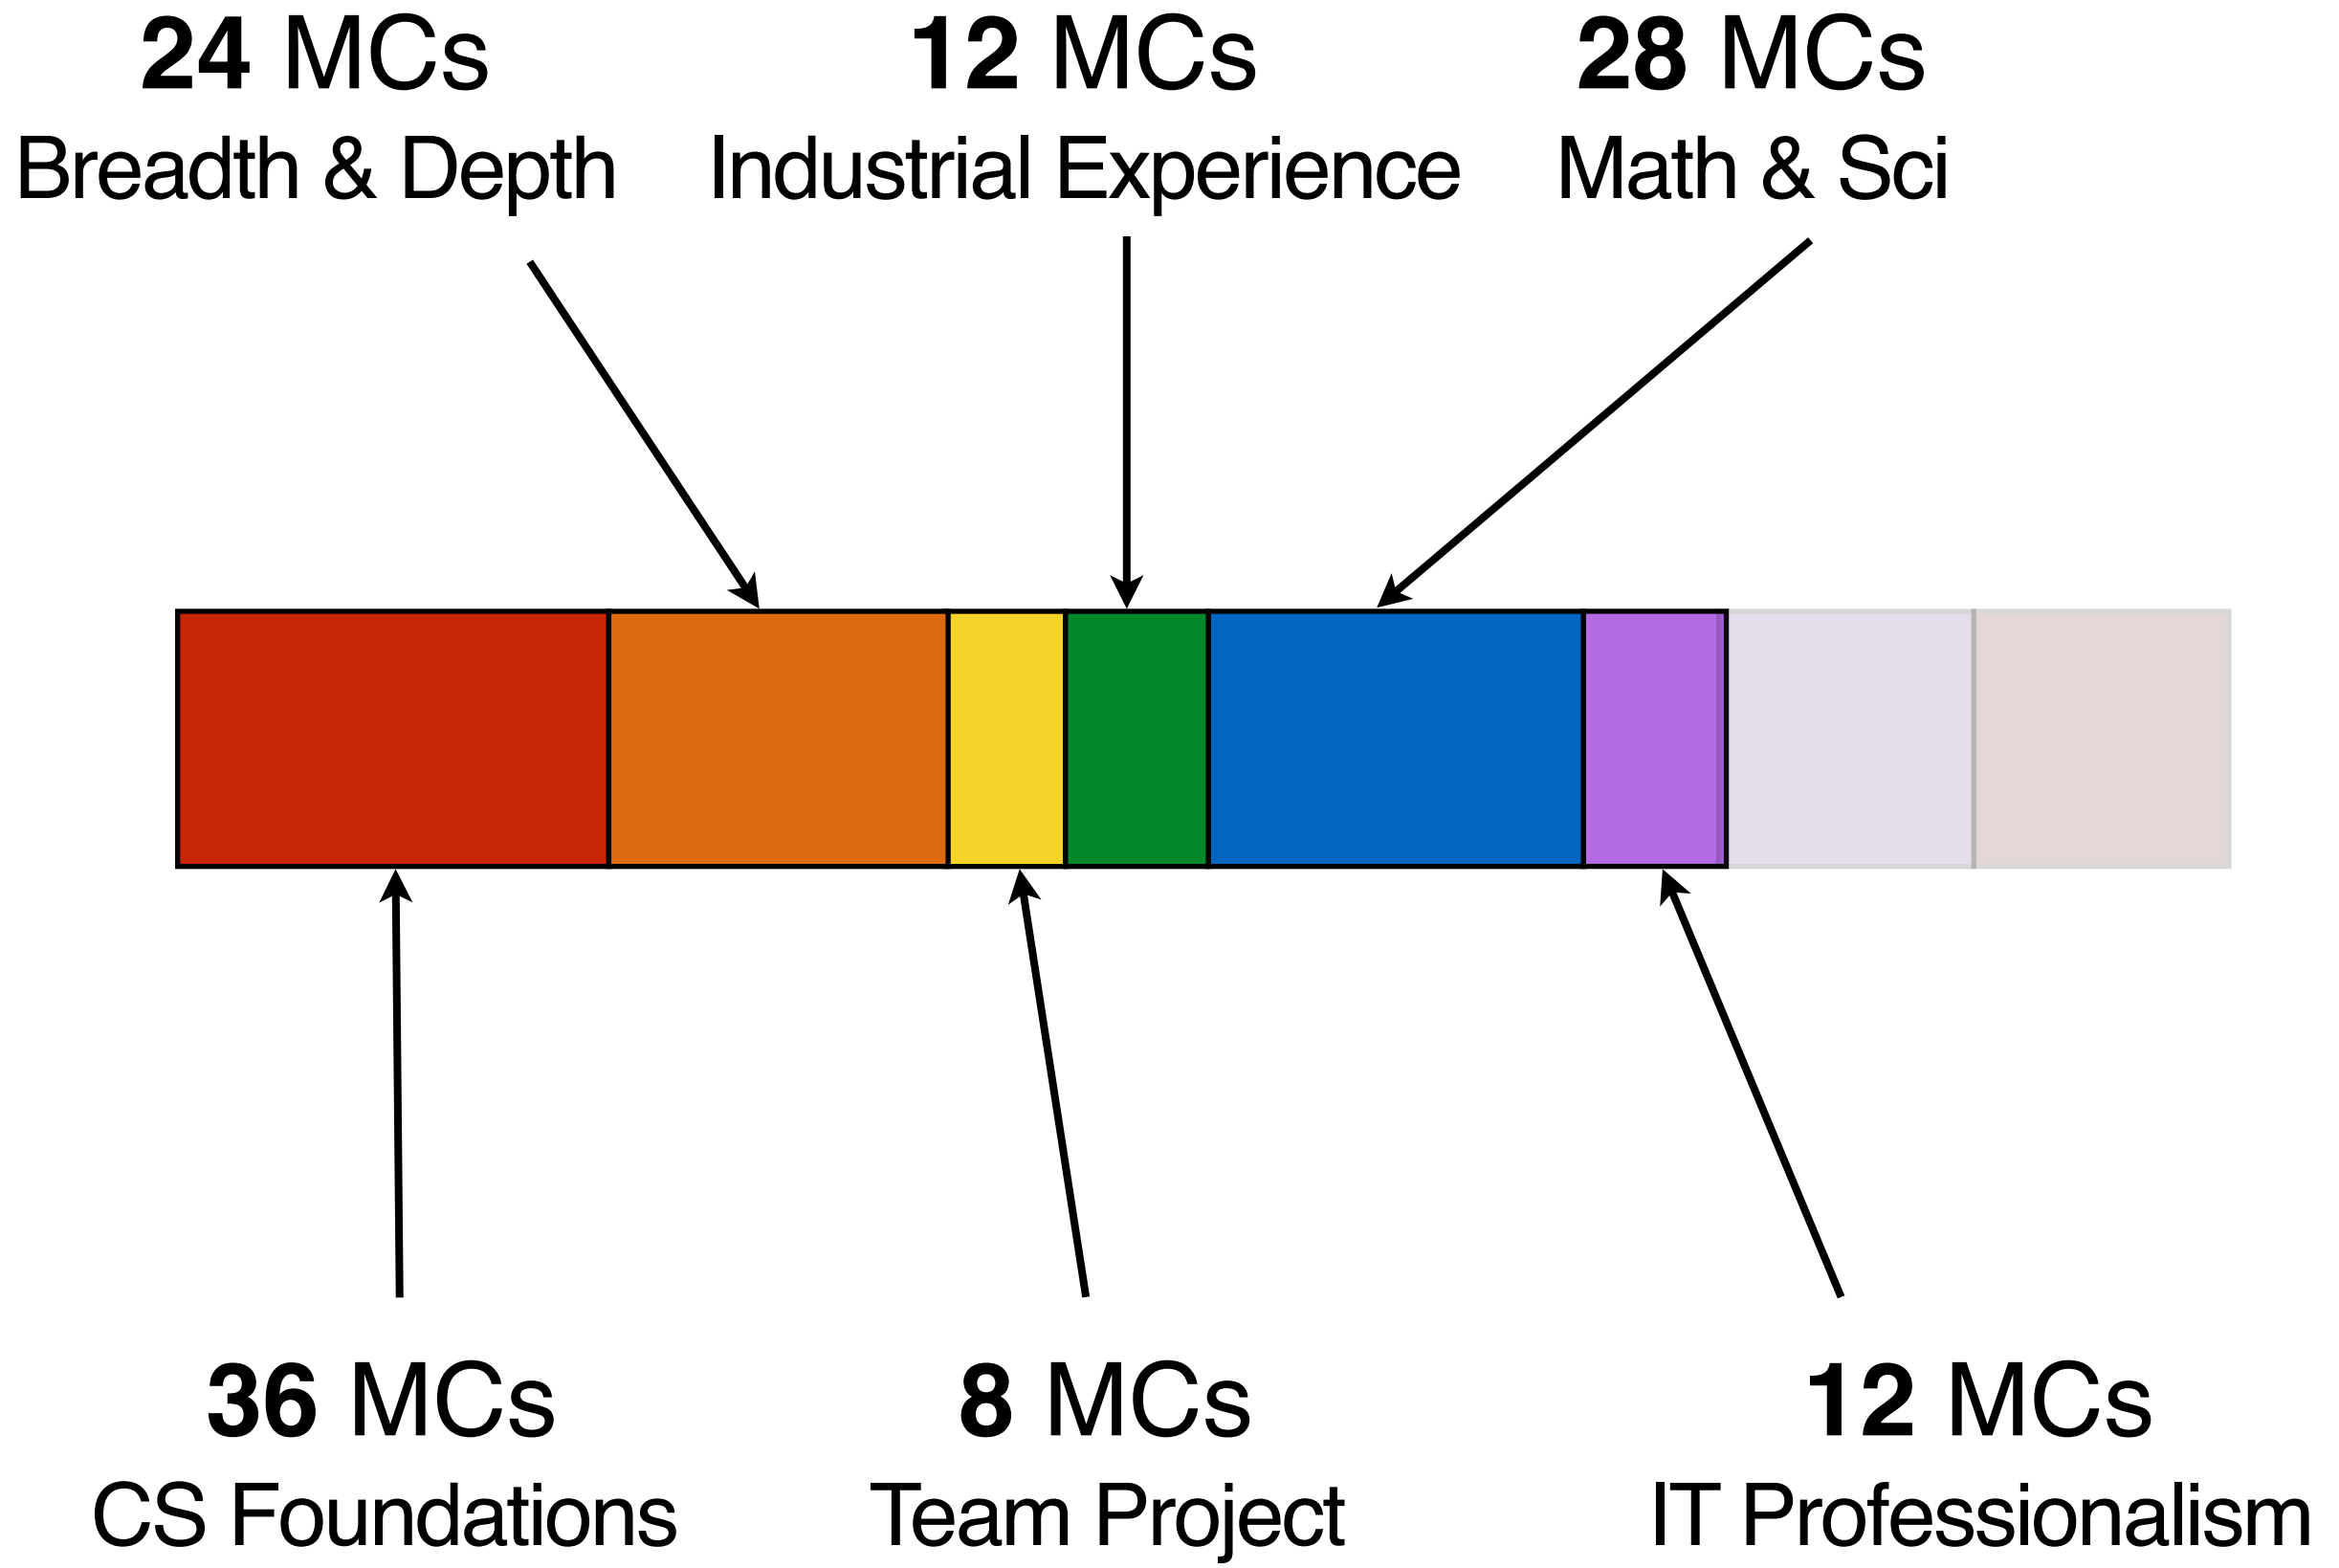 24 MCs
Breadth & Depth
12 MCs
Industrial Experience
28 MCs
Math & Sci
36 MCs
CS Foundations
8 MCs
Team Project
12 MCs
IT Professionalism